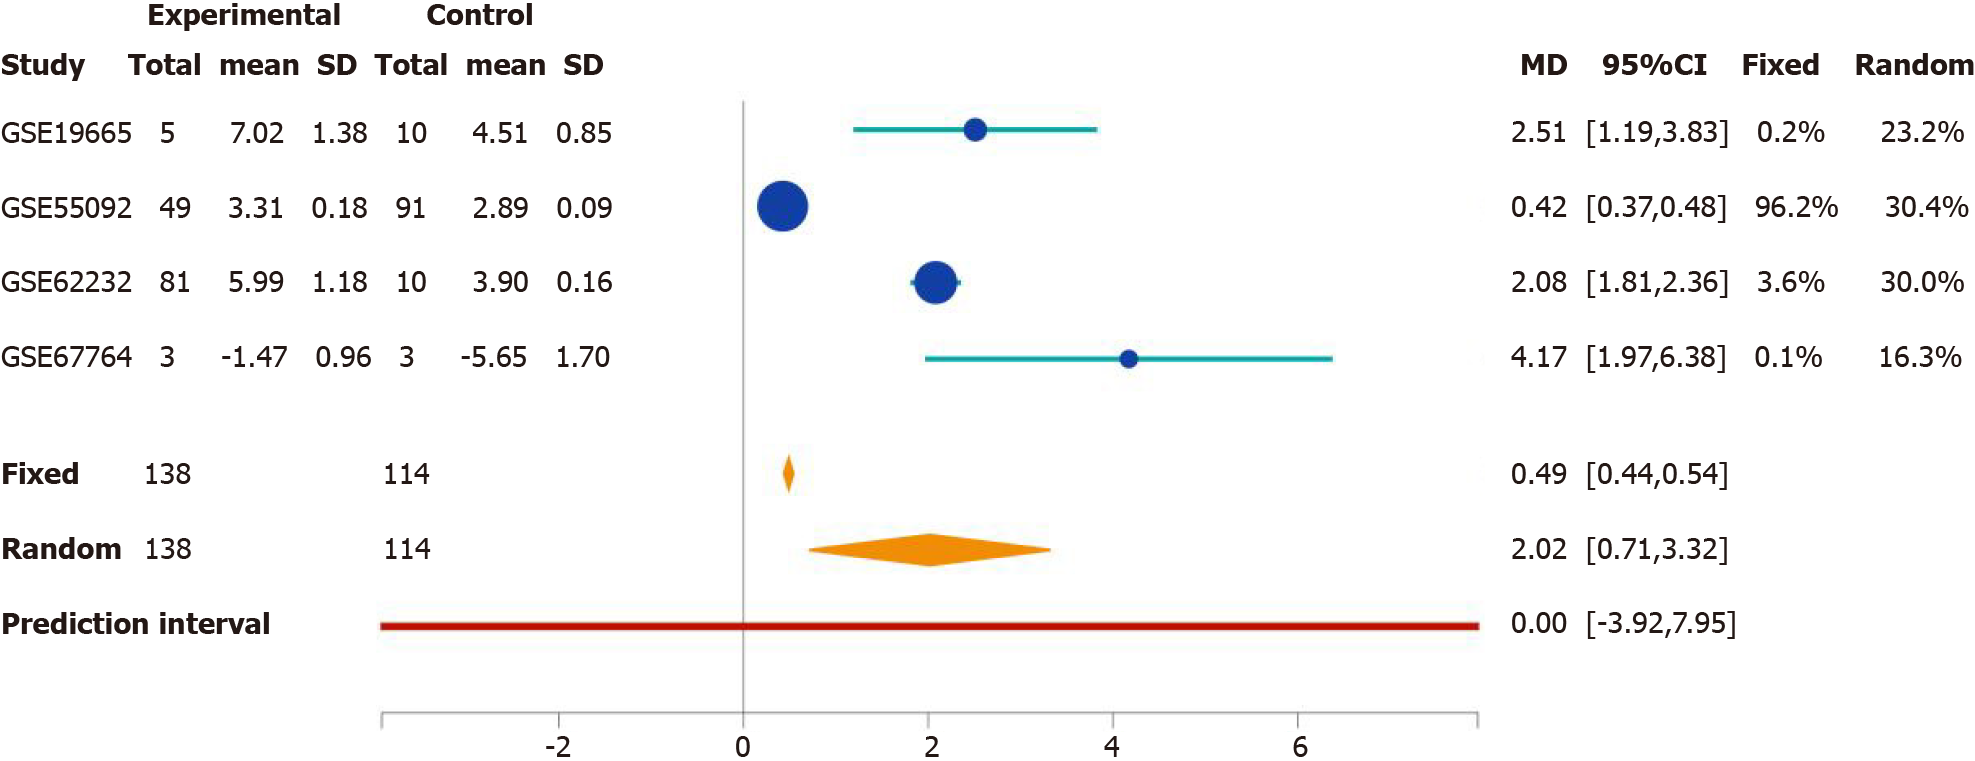 Experimental Control
Study Total mean SD Total mean SD MD 95%CI Fixed Random
GSE19665 5 7.02 1.38 10 4.51 0.85 2.51 [1.19,3.83] 0.2% 23.2%
GSE55092 49 3.31 0.18 91 2.89 0.09 0.42 [0.37,0.48] 96.2% 30.4%
GSE62232 81 5.99 1.18 10 3.90 0.16 2.08 [1.81,2.36] 3.6% 30.0%
GSE67764 3 -1.47 0.96 3 -5.65 1.70 4.17 [1.97,6.38] 0.1% 16.3%
Fixed 138 114 0.49 [0.44,0.54]
Random 138 114 2.02 [0.71,3.32]
Prediction interval 0.00 [-3.92,7.95]
-2 0 2 4 6